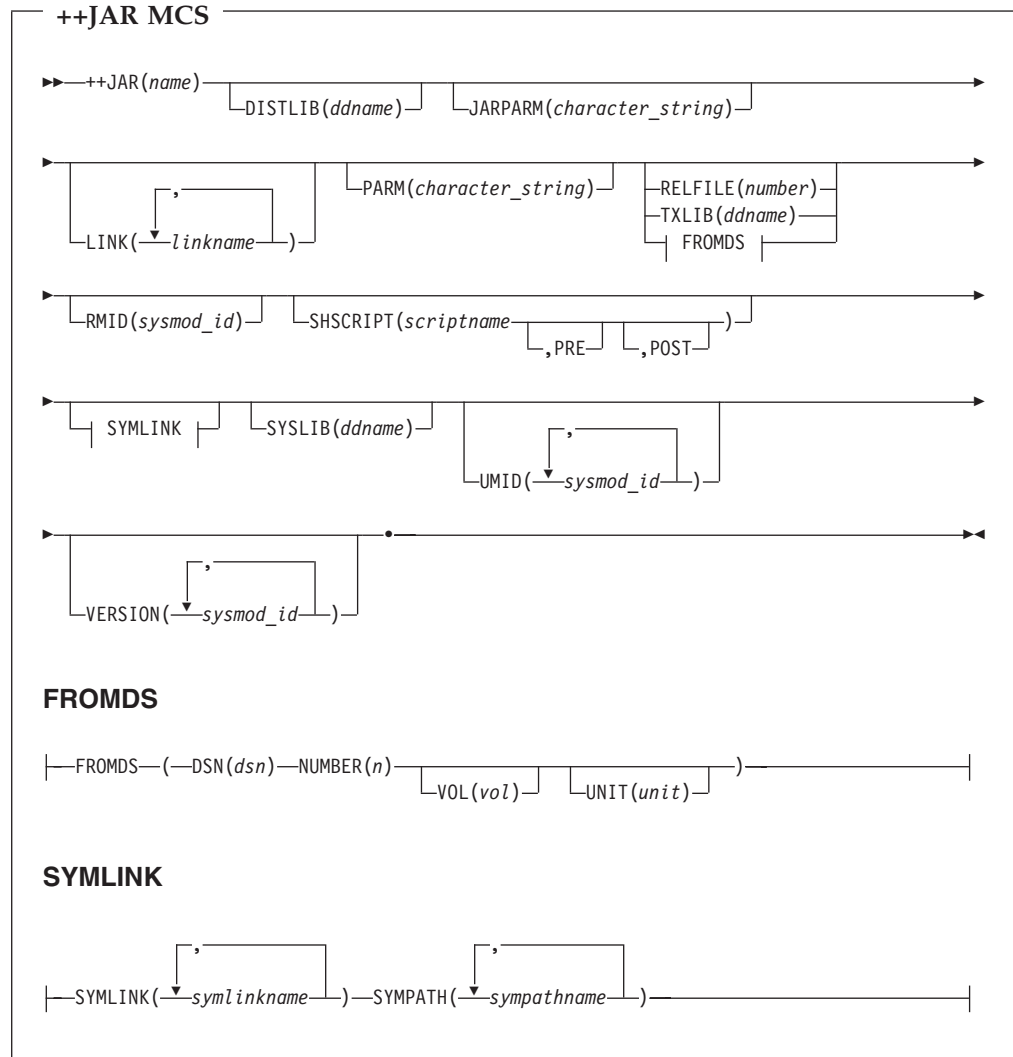 ++JAR MCS
++JAR(name) DISTLIB(ddname) JARPARM(character_string)
LINK( , linkname ) PARM(character_string) RELFILE(number)
TXLIB(ddname)
FROMDS
RMID(sysmod_id) SHSCRIPT(scriptname ,PRE ,POST )
SYMLINK SYSLIB(ddname) UMID( , sysmod_id )
VERSION( , sysmod_id ) .
FROMDS
FROMDS ( DSN(dsn) NUMBER(n) VOL(vol) UNIT(unit) )
SYMLINK
SYMLINK( , symlinkname ) SYMPATH( , sympathname )